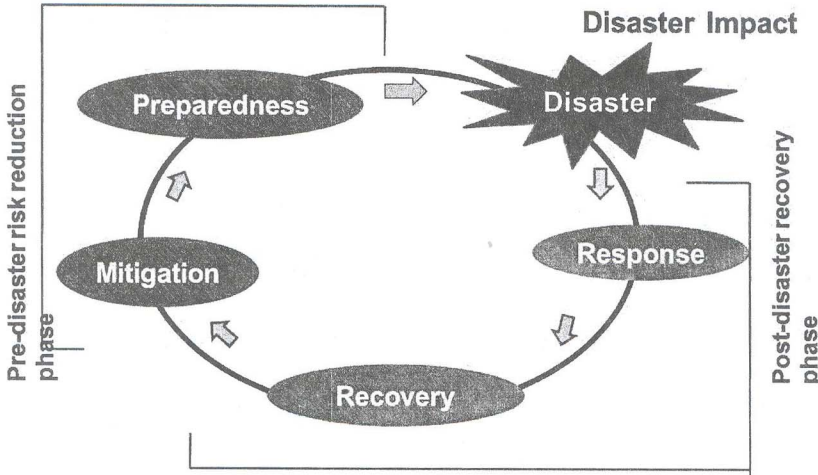 Disaster Impact
Preparedness
Disaster
Pre-disaster risk reduction
phase
Mitigation
Response
Post-disaster recovery
phase
Recovery